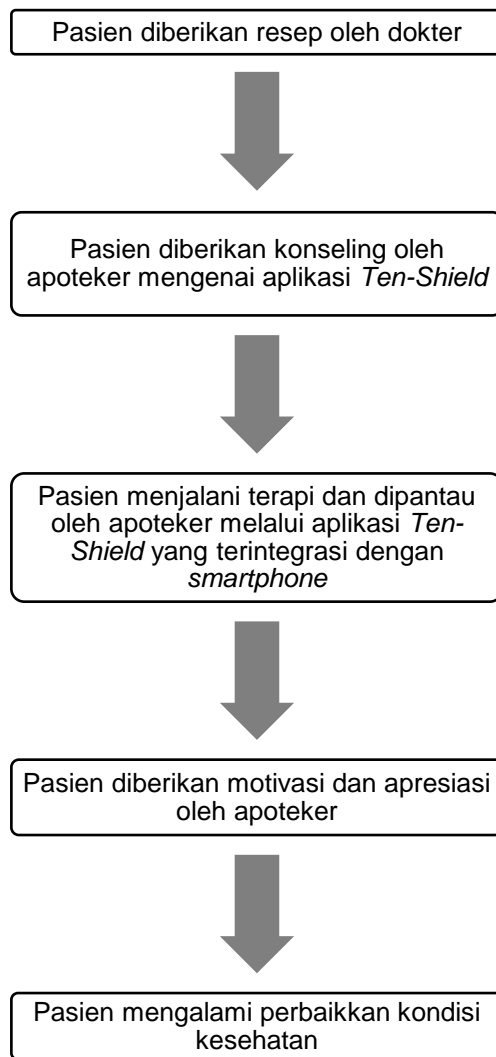 Pasien diberikan resep oleh dokter
Pasien diberikan konseling oleh
apoteker mengenai aplikasi Ten-Shield
Pasien menjalani terapi dan dipantau
oleh apoteker melalui aplikasi Ten-
Shield yang terintegrasi dengan
smartphone
Pasien diberikan motivasi dan apresiasi
oleh apoteker
Pasien mengalami perbaikkan kondisi
kesehatan